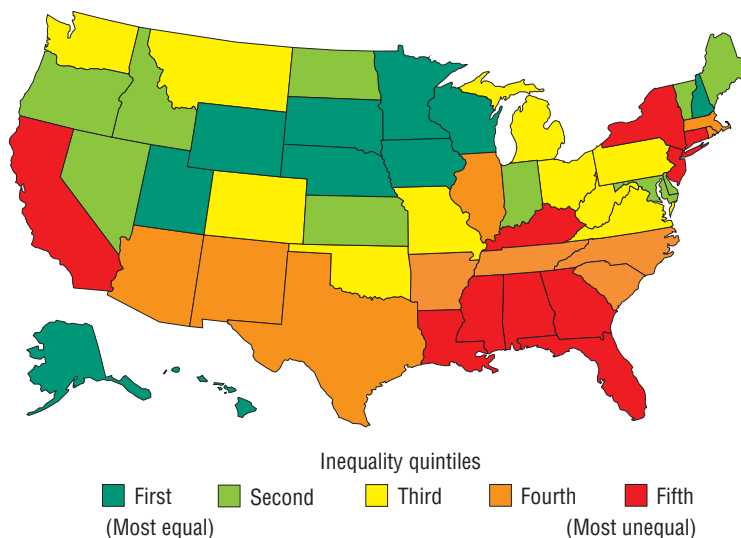 Inequality quintiles
First Second Third Fourth Fifth
(Most equal) (Most unequal)